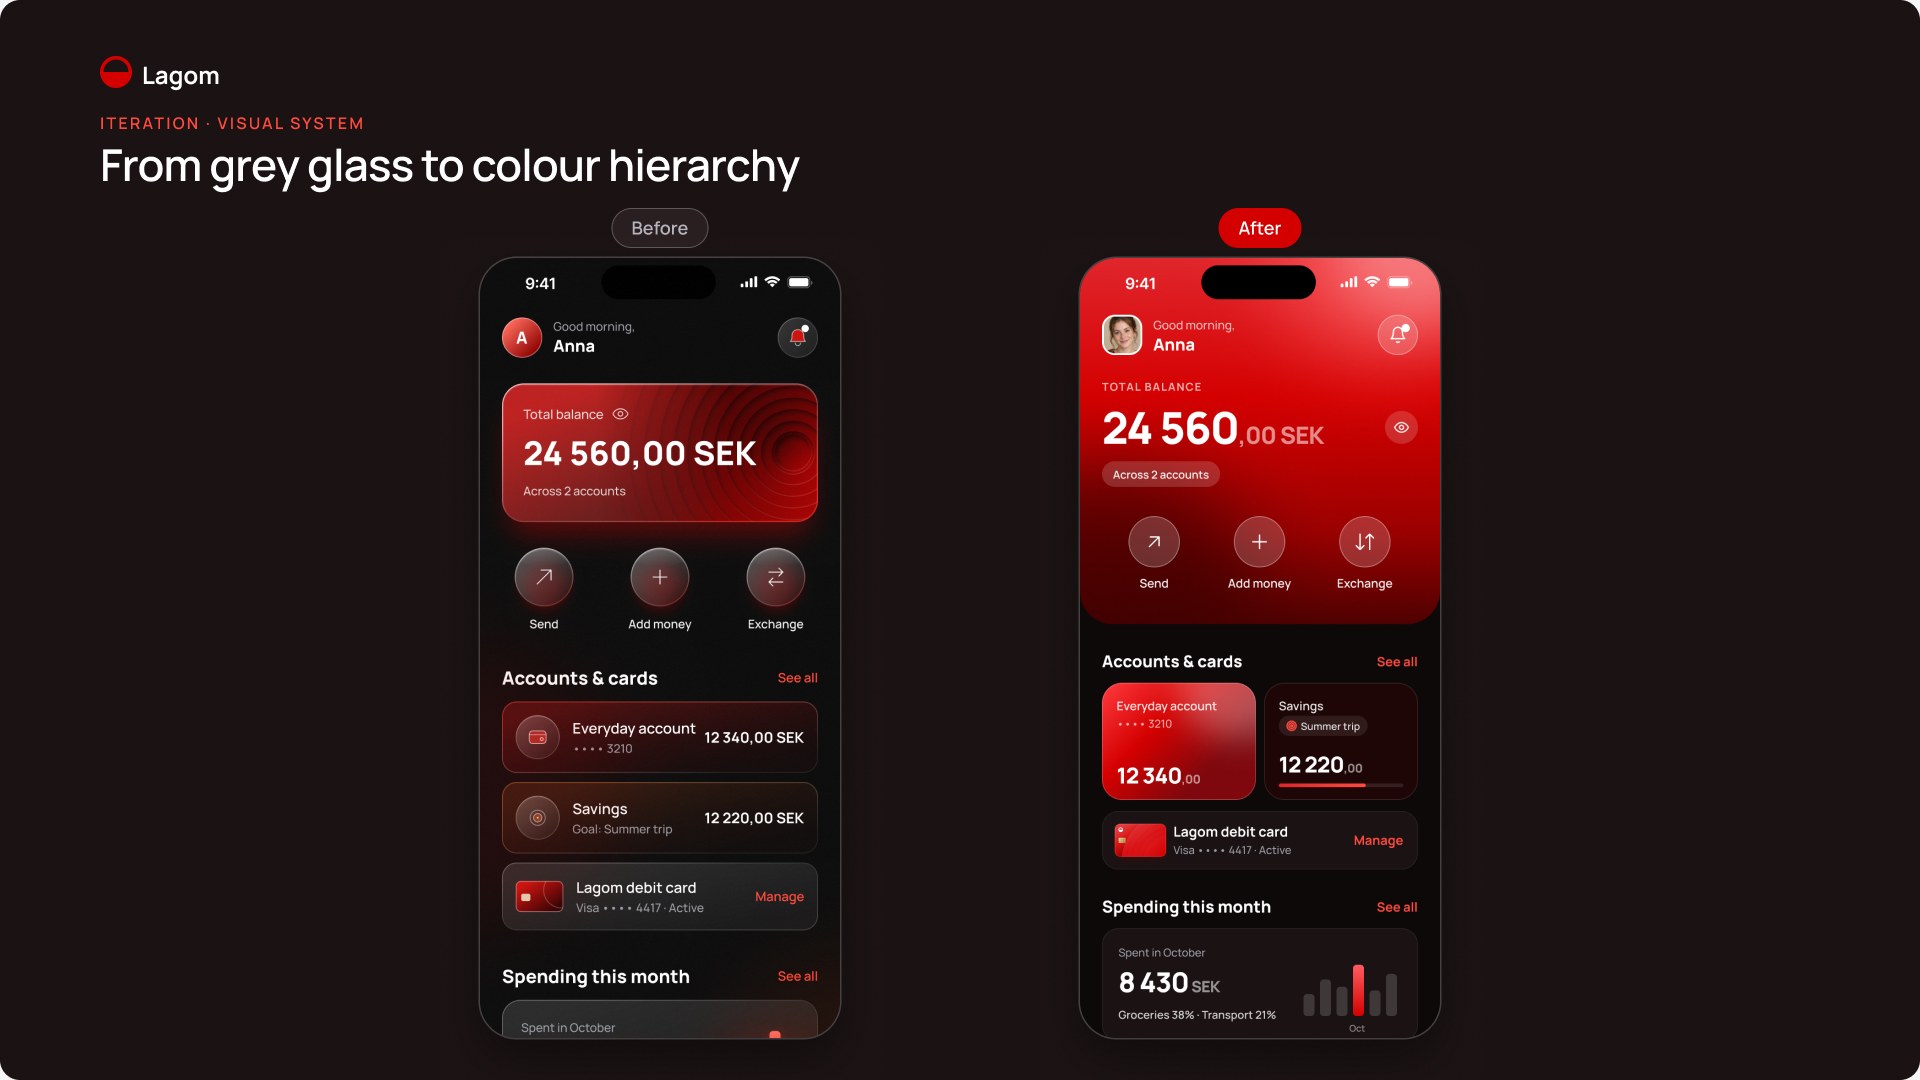 Lagom
ITERATION · VISUAL SYSTEM
From grey glass to colour hierarchy
Before
9:41
A
Good morning,
Anna
Total balance
24 560,00 SEK
Across 2 accounts
Send
Add money
Exchange
Accounts & cards
See all
Everyday account
•••• 3210
12 340,00 SEK
Savings
Goal: Summer trip
12 220,00 SEK
Lagom debit card
Visa •••• 4417 · Active
Manage
Spending this month
See all
Spent in October
After
9:41
Good morning,
Anna
TOTAL BALANCE
24 560,00 SEK
Across 2 accounts
Send
Add money
Exchange
Accounts & cards
See all
Everyday account
•••• 3210
12 340,00
Savings
Summer trip
12 220,00
Lagom debit card
Visa •••• 4417 · Active
Manage
Spending this month
See all
Spent in October
8 430 SEK
Groceries 38% · Transport 21%
Oct